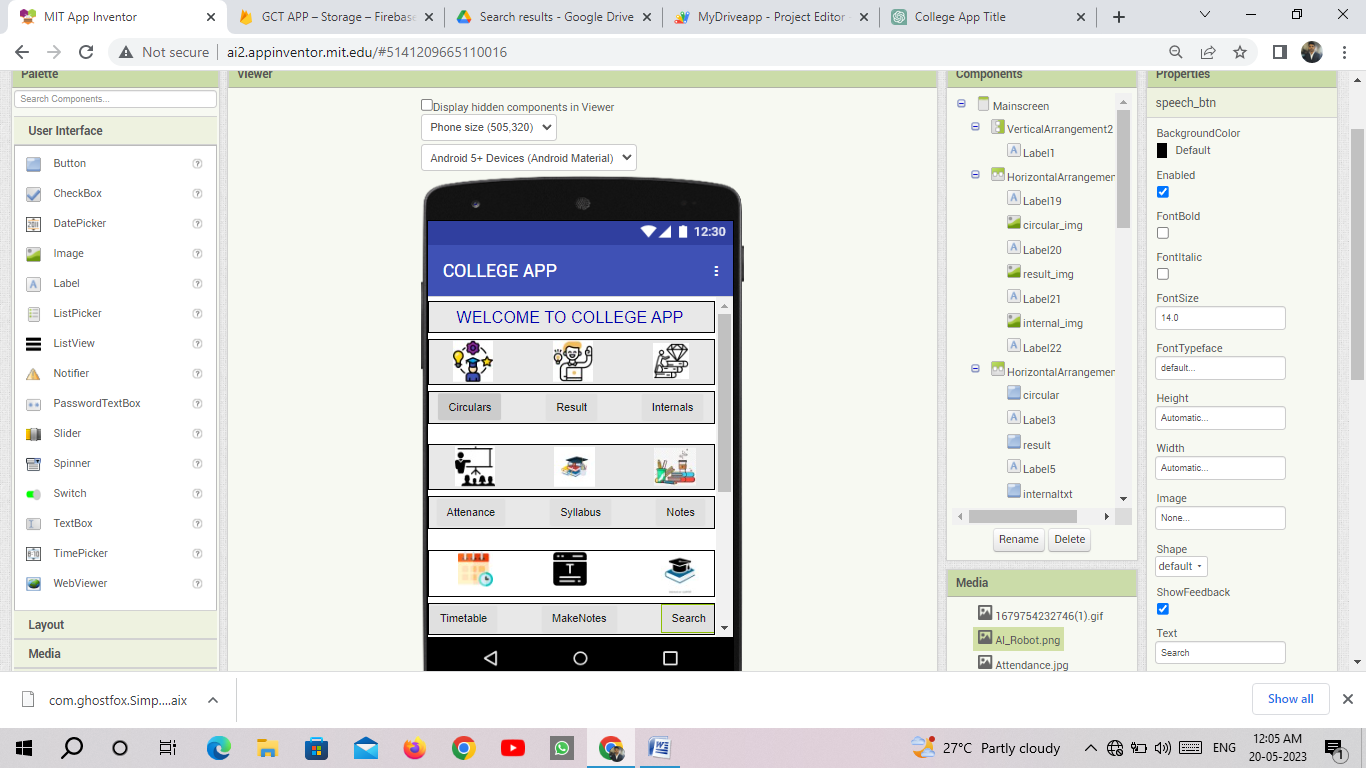 MIT App Inventor
GCT APP – Storage – Firebase
Search results - Google Drive
MyDriveapp - Project Editor -
College App Title
Not secure
ai2.appinventor.mit.edu/#5141209665110016
Palette
Viewer
Components
Properties
Search Components...
User Interface
Button
CheckBox
DatePicker
Image
Label
ListPicker
ListView
Notifier
PasswordTextBox
Slider
Spinner
Switch
TextBox
TimePicker
WebViewer
Layout
Media
Display hidden components in Viewer
Phone size (505,320)
Android 5+ Devices (Android Material)
12:30
COLLEGE APP
WELCOME TO COLLEGE APP
Circulars Result Internals
Attenance Syllabus Notes
T
Timetable MakeNotes Search
Mainscreen
VerticalArrangement2
Label1
HorizontalArrangemen
Label19
circular_img
Label20
result_img
Label21
internal_img
Label22
HorizontalArrangemen
circular
Label3
result
Label5
internaltxt
Rename Delete
Media
1679754232746(1).gif
AI_Robot.png
Attendance.jpg
speech_btn
BackgroundColor
Default
Enabled
FontBold
FontItalic
FontSize
14.0
FontTypeface
default...
Height
Automatic...
Width
Automatic...
Image
None...
Shape
default
ShowFeedback
Text
Search
com.ghostfox.Simp....aix
Show all
27°C Partly cloudy
ENG
12:05 AM
20-05-2023
1